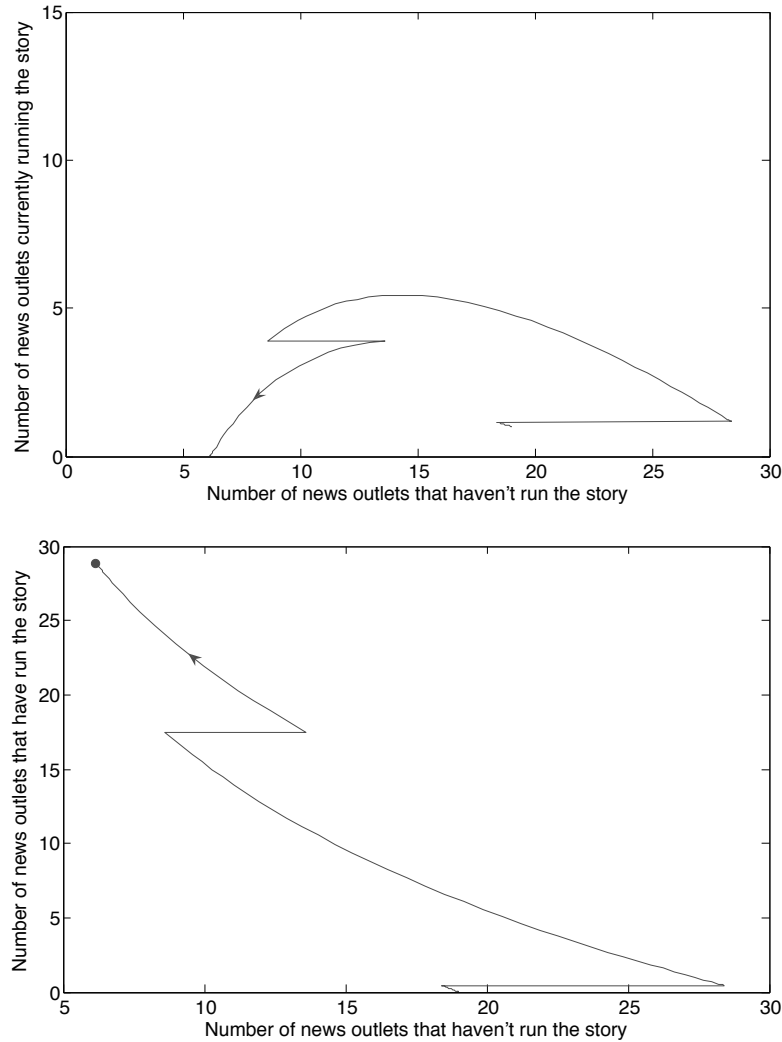 15
10
5
0
Number of news outlets currently running the story
0 5 10 15 20 25 30
Number of news outlets that haven't run the story
30
25
20
15
10
5
0
Number of news outlets that have run the story
5 10 15 20 25 30
Number of news outlets that haven't run the story